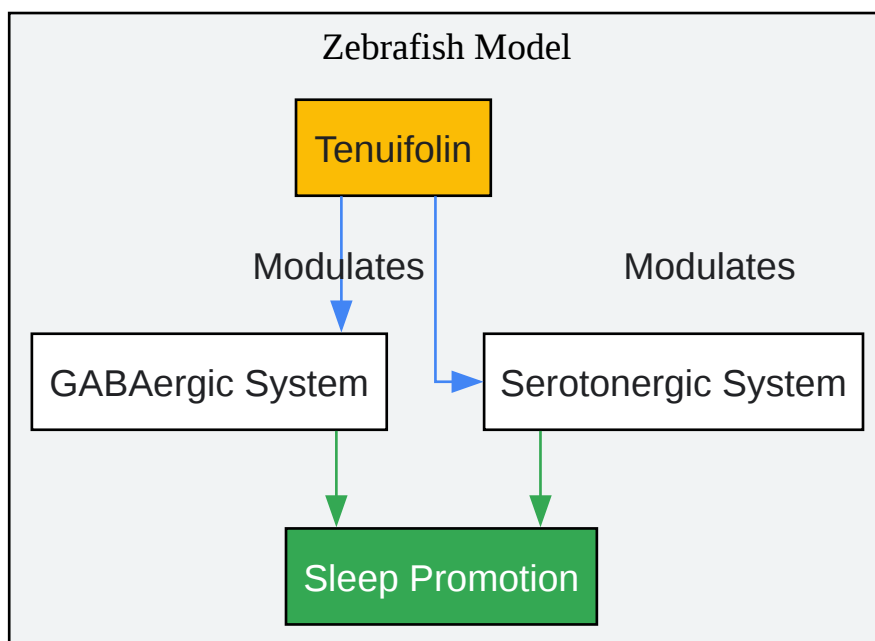 Zebrafish Model
Tenuifolin
Modulates
Modulates
GABAergic System
Serotonergic System
Sleep Promotion